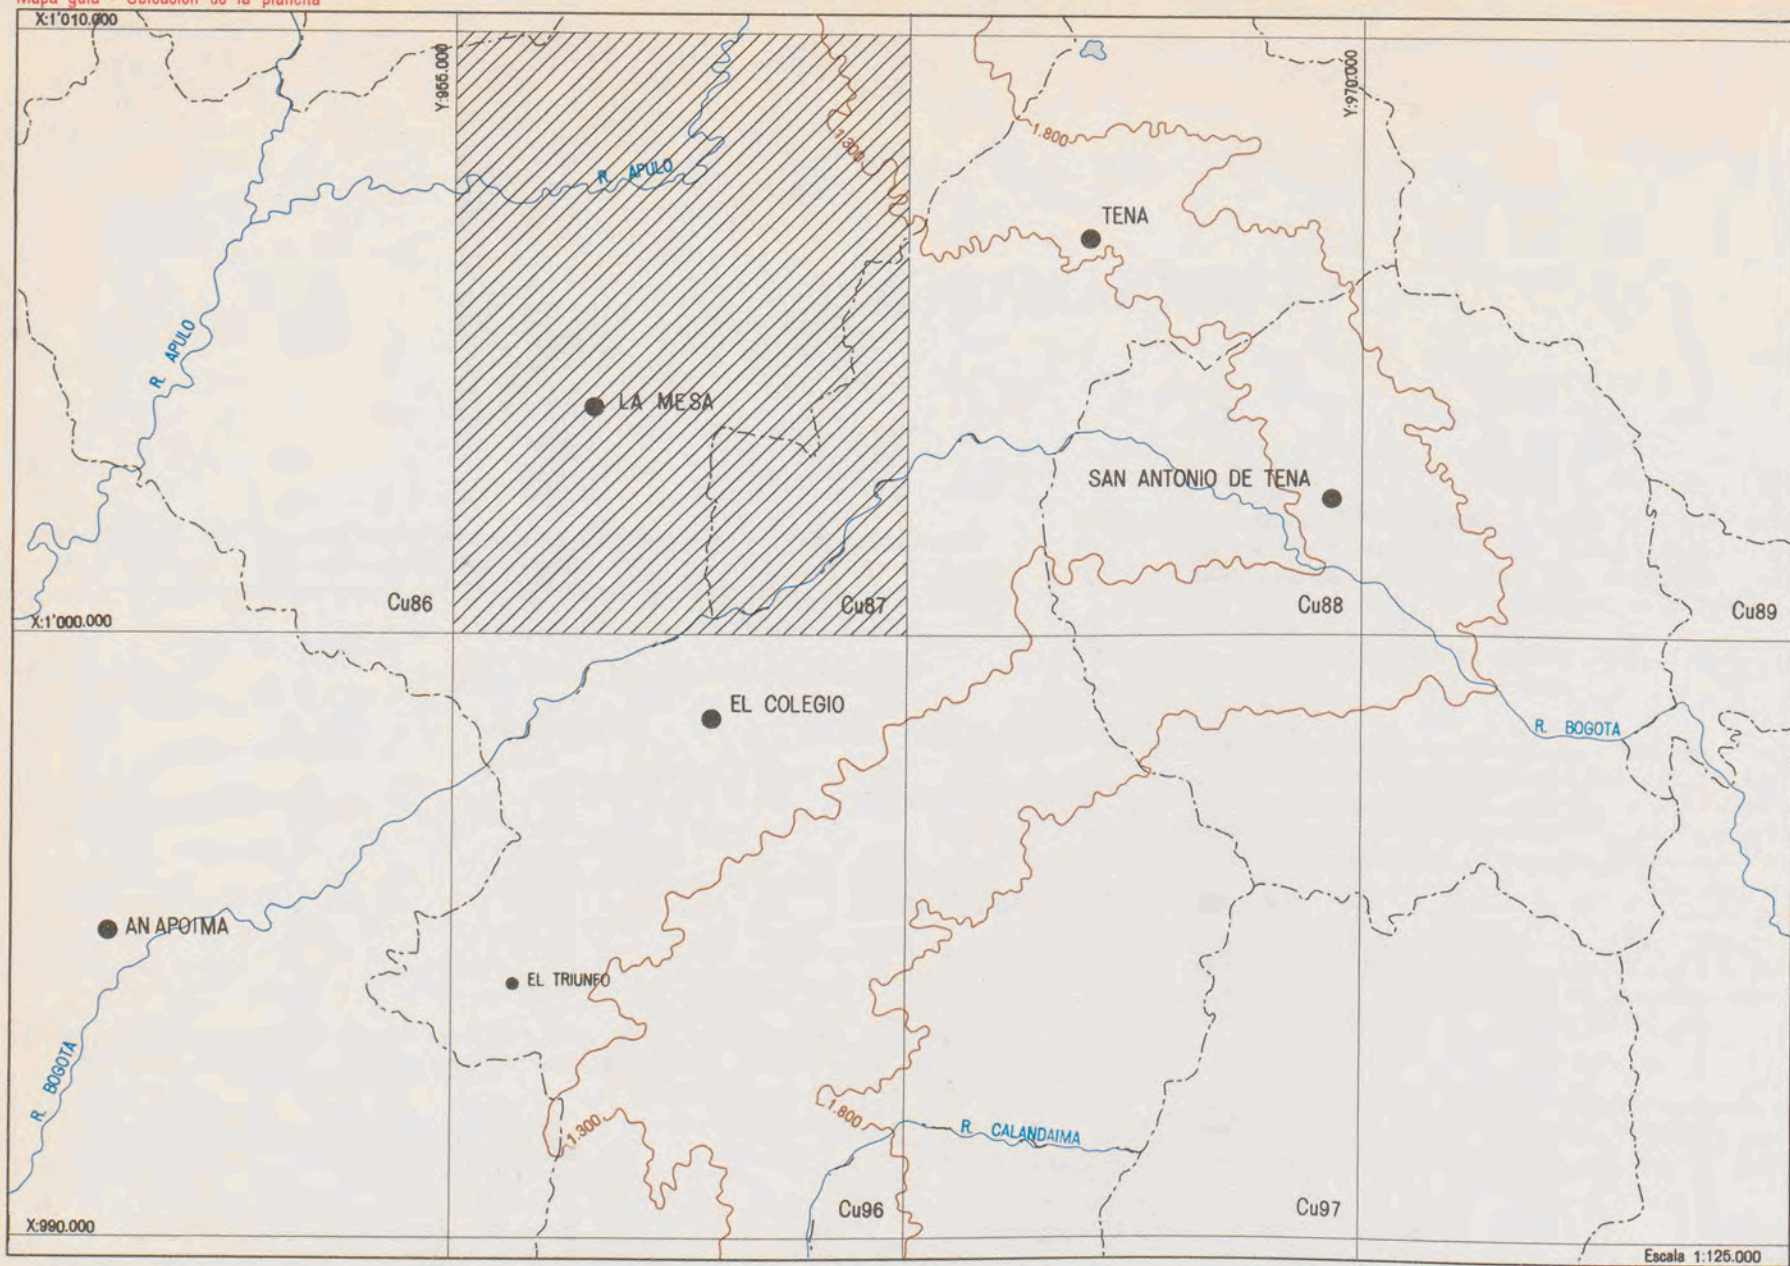 Mapa guía - Ubicación de la plancha
X:1'010.000
Y:955.000
Y:970.000
1.300
1.800
R. APULO
TENA
R. APULO
LA MESA
SAN ANTONIO DE TENA
Cu86
Cu87
Cu88
Cu89
X:1'000.000
EL COLEGIO
R. BOGOTA
AN APOIMA
EL TRIUNFO
R. BOGOTA
1.300
1.800
R. CALANDAIMA
Cu96
Cu97
X:990.000
Escala 1:125.000